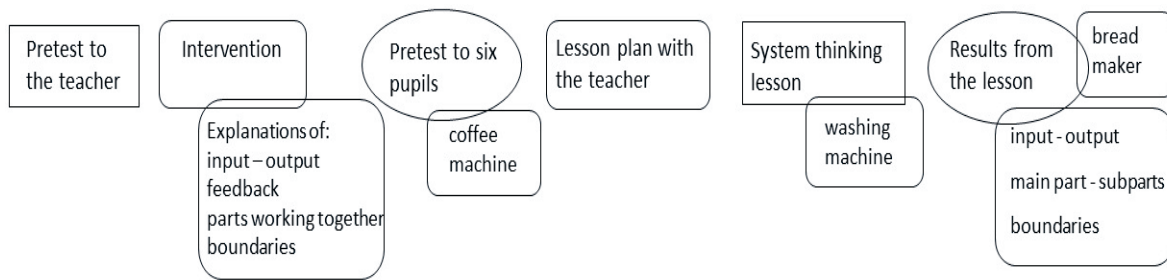 Pretest to
the teacher
Intervention
Explanations of:
input – output
feedback
parts working together
boundaries
Pretest to six
pupils
coffee
machine
Lesson plan with
the teacher
System thinking
lesson
washing
machine
Results from
the lesson
bread
maker
input - output
main part - subparts
boundaries